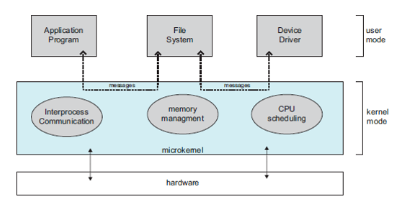 Application
Program
File
System
Device
Driver
user
mode
messages
messages
Interprocess
Communication
memory
managment
CPU
scheduling
kernel
mode
microkernel
hardware